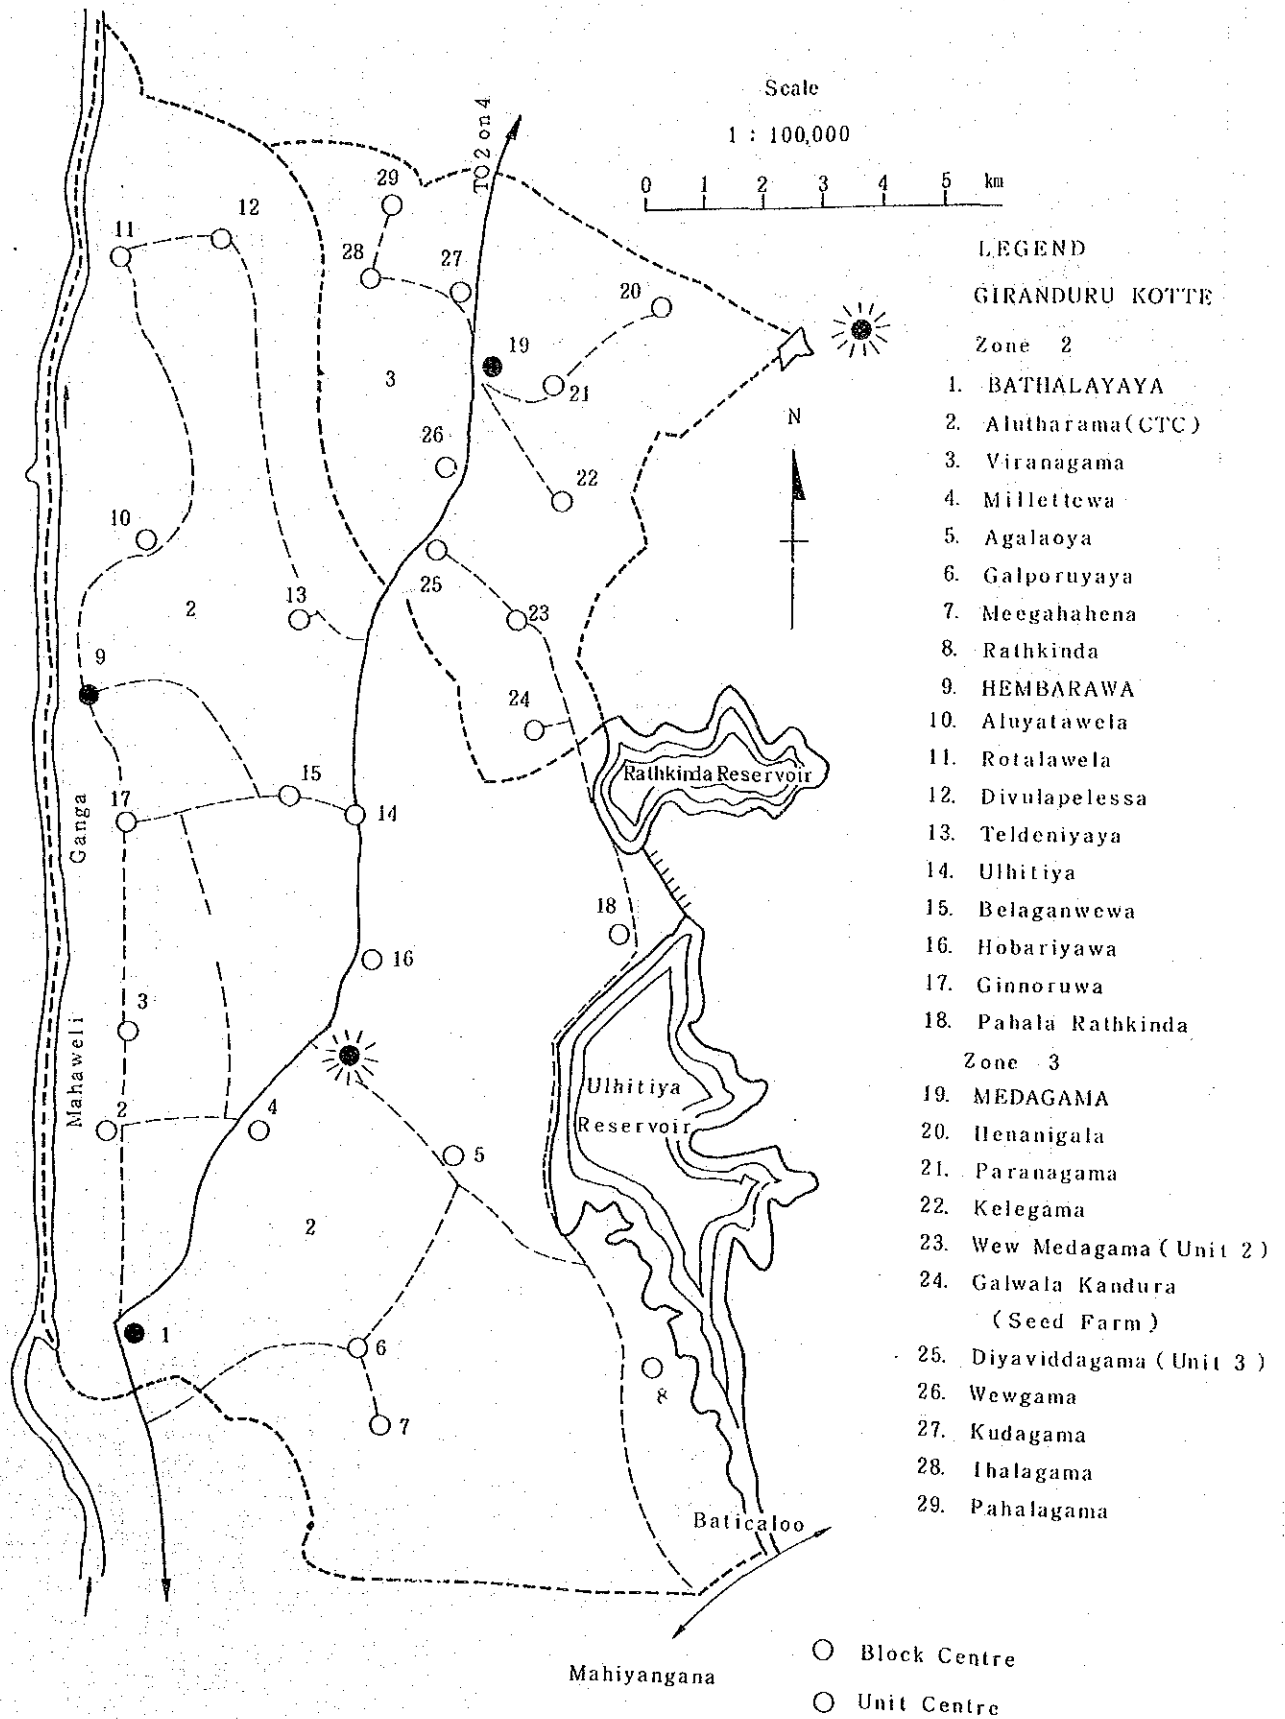 Scale
1 : 100,000
0 1 2 3 4 5 km
TO 2 on 4
LEGEND
GIRANDURU KOTTE
Zone 2
1. BATHALAYAYA
2. Alutharama (CTC)
3. Viranagama
4. Millettewa
5. Agalaoya
6. Galporuyaya
7. Meegahahena
8. Rathkinda
9. HEMBARAWA
10. Aluyatawela
11. Rotalawela
12. Divulapelessa
13. Teldeniyaya
14. Ulhitiya
15. Belaganwewa
16. Hobariyawa
17. Ginnoruwa
18. Pahala Rathkinda
Zone 3
19. MEDAGAMA
20. Henanigala
21. Paranagama
22. Kelegama
23. Wew Medagama ( Unit 2 )
24. Galwala Kandura
( Seed Farm )
25. Diyaviddagama ( Unit 3 )
26. Wewgama
27. Kudagama
28. Ihalagama
29. Pahalagama
N
29
12
11
28
27
20
19
3
21
26
22
10
25
2
13
23
9
24
Rathkinda Reservoir
15
17
14
Mahaweli Ganga
18
16
3
Ulhitiya
Reservoir
2
4
5
2
1
6
8
7
Baticaloo
Mahiyangana
Block Centre
Unit Centre